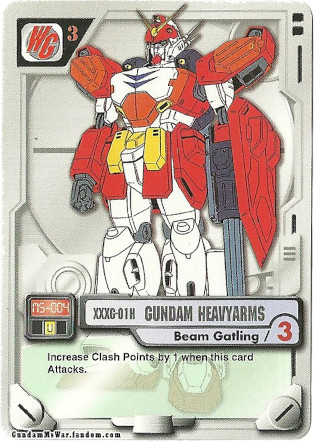 WG 3
MS-004
XXXG-01H GUNDAM HEAVYARMS
U
Beam Gatling / 3
Increase Clash Points by 1 when this card
Attacks.
GundamMsWar.fandom.com